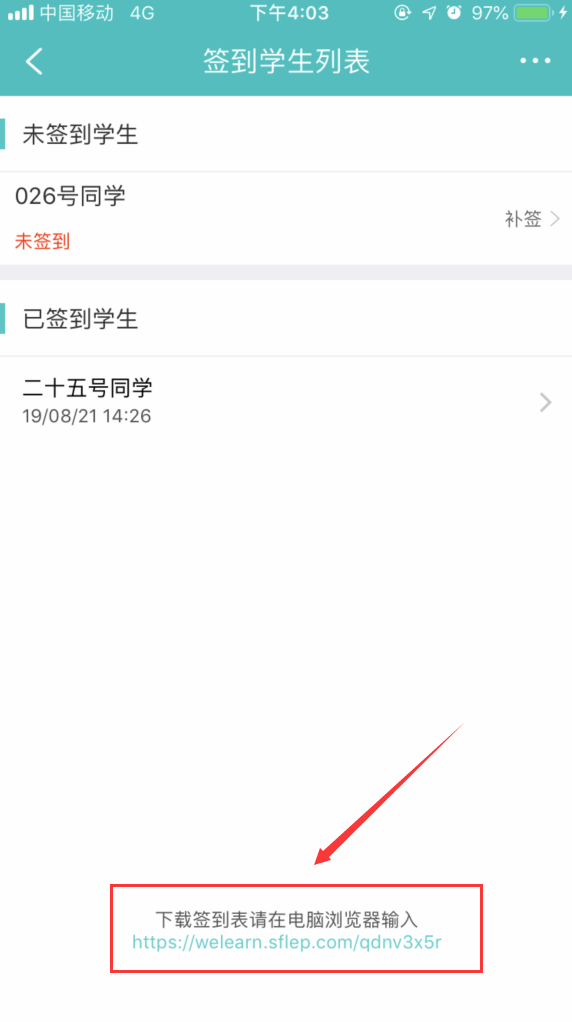 中国移动 4G 下午4:03 97%
签到学生列表
未签到学生
026号同学
补签
未签到
已签到学生
二十五号同学
19/08/21 14:26
下载签到表请在电脑浏览器输入
https://welearn.sflep.com/qdnv3x5r